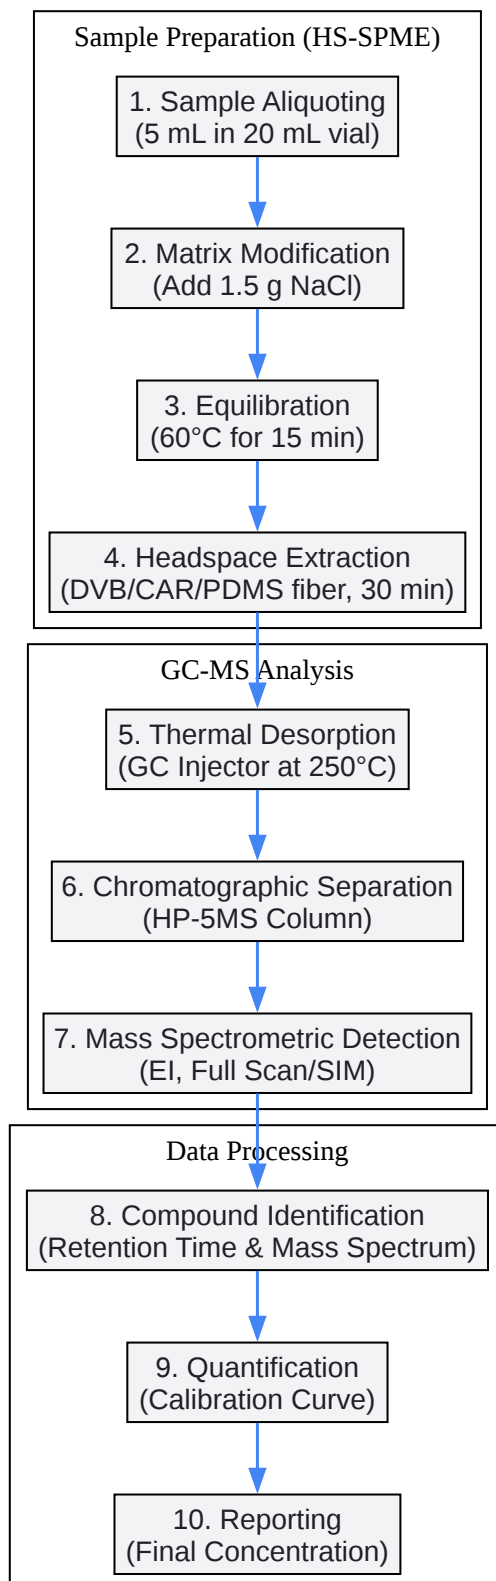 Sample Preparation (HS-SPME)
1. Sample Aliquoting
(5 mL in 20 mL vial)
2. Matrix Modification
(Add 1.5 g NaCl)
3. Equilibration
(60°C for 15 min)
4. Headspace Extraction
(DVB/CAR/PDMS fiber, 30 min)
GC-MS Analysis
5. Thermal Desorption
(GC Injector at 250°C)
6. Chromatographic Separation
(HP-5MS Column)
7. Mass Spectrometric Detection
(EI, Full Scan/SIM)
Data Processing
8. Compound Identification
(Retention Time & Mass Spectrum)
9. Quantification
(Calibration Curve)
10. Reporting
(Final Concentration)